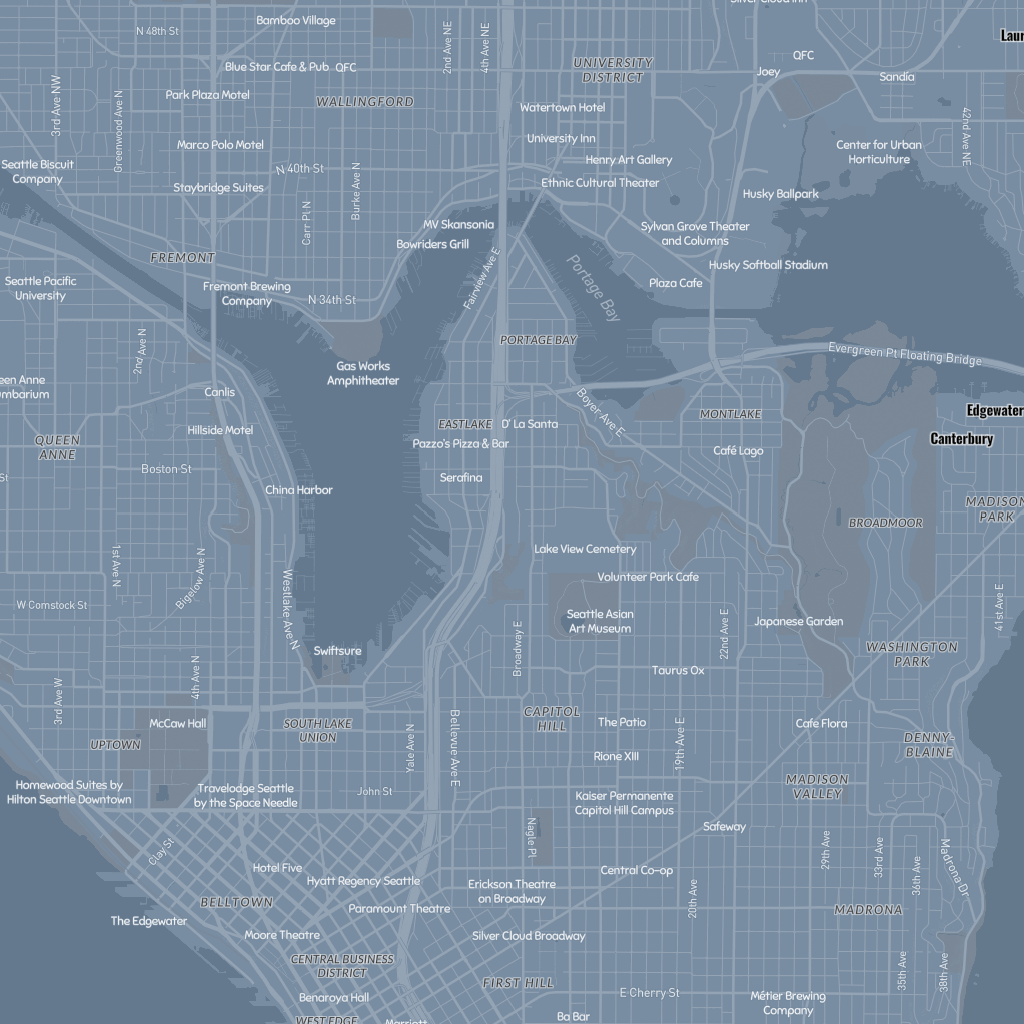 Silver Cloud Inn
Bamboo Village
N 48th St
2nd Ave NE
4th Ave NE
QFC
Blue Star Cafe & Pub
QFC
UNIVERSITY
DISTRICT
Joey
Sandía
Park Plaza Motel
WALLINGFORD
3rd Ave NW
Greenwood Ave N
Watertown Hotel
42nd Ave NE
Marco Polo Motel
University Inn
Center for Urban
Horticulture
Seattle Biscuit
Company
N 40th St
Henry Art Gallery
Staybridge Suites
Burke Ave N
Ethnic Cultural Theater
Husky Ballpark
Carr Pl N
MV Skansonia
Bowriders Grill
Sylvan Grove Theater
and Columns
FREMONT
Fairview Ave E
Portage Bay
Husky Softball Stadium
Seattle Pacific
University
Fremont Brewing
Company
N 34th St
Plaza Cafe
2nd Ave N
PORTAGE BAY
Evergreen Pt Floating Bridge
Gas Works
Amphitheater
Canlis
Boyer Ave E
MONTLAKE
Edgewater
Canterbury
Hillside Motel
EASTLAKE
D' La Santa
QUEEN
ANNE
Pazzo's Pizza & Bar
Café Lago
Boston St
St
Serafina
China Harbor
MADISON
PARK
BROADMOOR
1st Ave N
Bigelow Ave N
Lake View Cemetery
Volunteer Park Cafe
W Comstock St
Westlake Ave N
Seattle Asian
Art Museum
Japanese Garden
41st Ave E
22nd Ave E
Broadway E
Swiftsure
WASHINGTON
PARK
Taurus Ox
3rd Ave W
4th Ave N
McCaw Hall
SOUTH LAKE
UNION
CAPITOL
HILL
The Patio
Cafe Flora
19th Ave E
UPTOWN
Yale Ave N
Bellevue Ave E
DENNY-
BLAINE
Rione XIII
Homewood Suites by
Hilton Seattle Downtown
Travelodge Seattle
by the Space Needle
John St
MADISON
VALLEY
Kaiser Permanente
Capitol Hill Campus
Safeway
Nagle Pl
Clay St
29th Ave
33rd Ave
36th Ave
Madrona Dr
Hotel Five
Hyatt Regency Seattle
Central Co-op
Erickson Theatre
on Broadway
BELLTOWN
20th Ave
Paramount Theatre
MADRONA
The Edgewater
Moore Theatre
Silver Cloud Broadway
CENTRAL BUSINESS
DISTRICT
35th Ave
38th Ave
FIRST HILL
E Cherry St
Benaroya Hall
Métier Brewing
Company
WEST EDGE
Marriott
Ba Bar